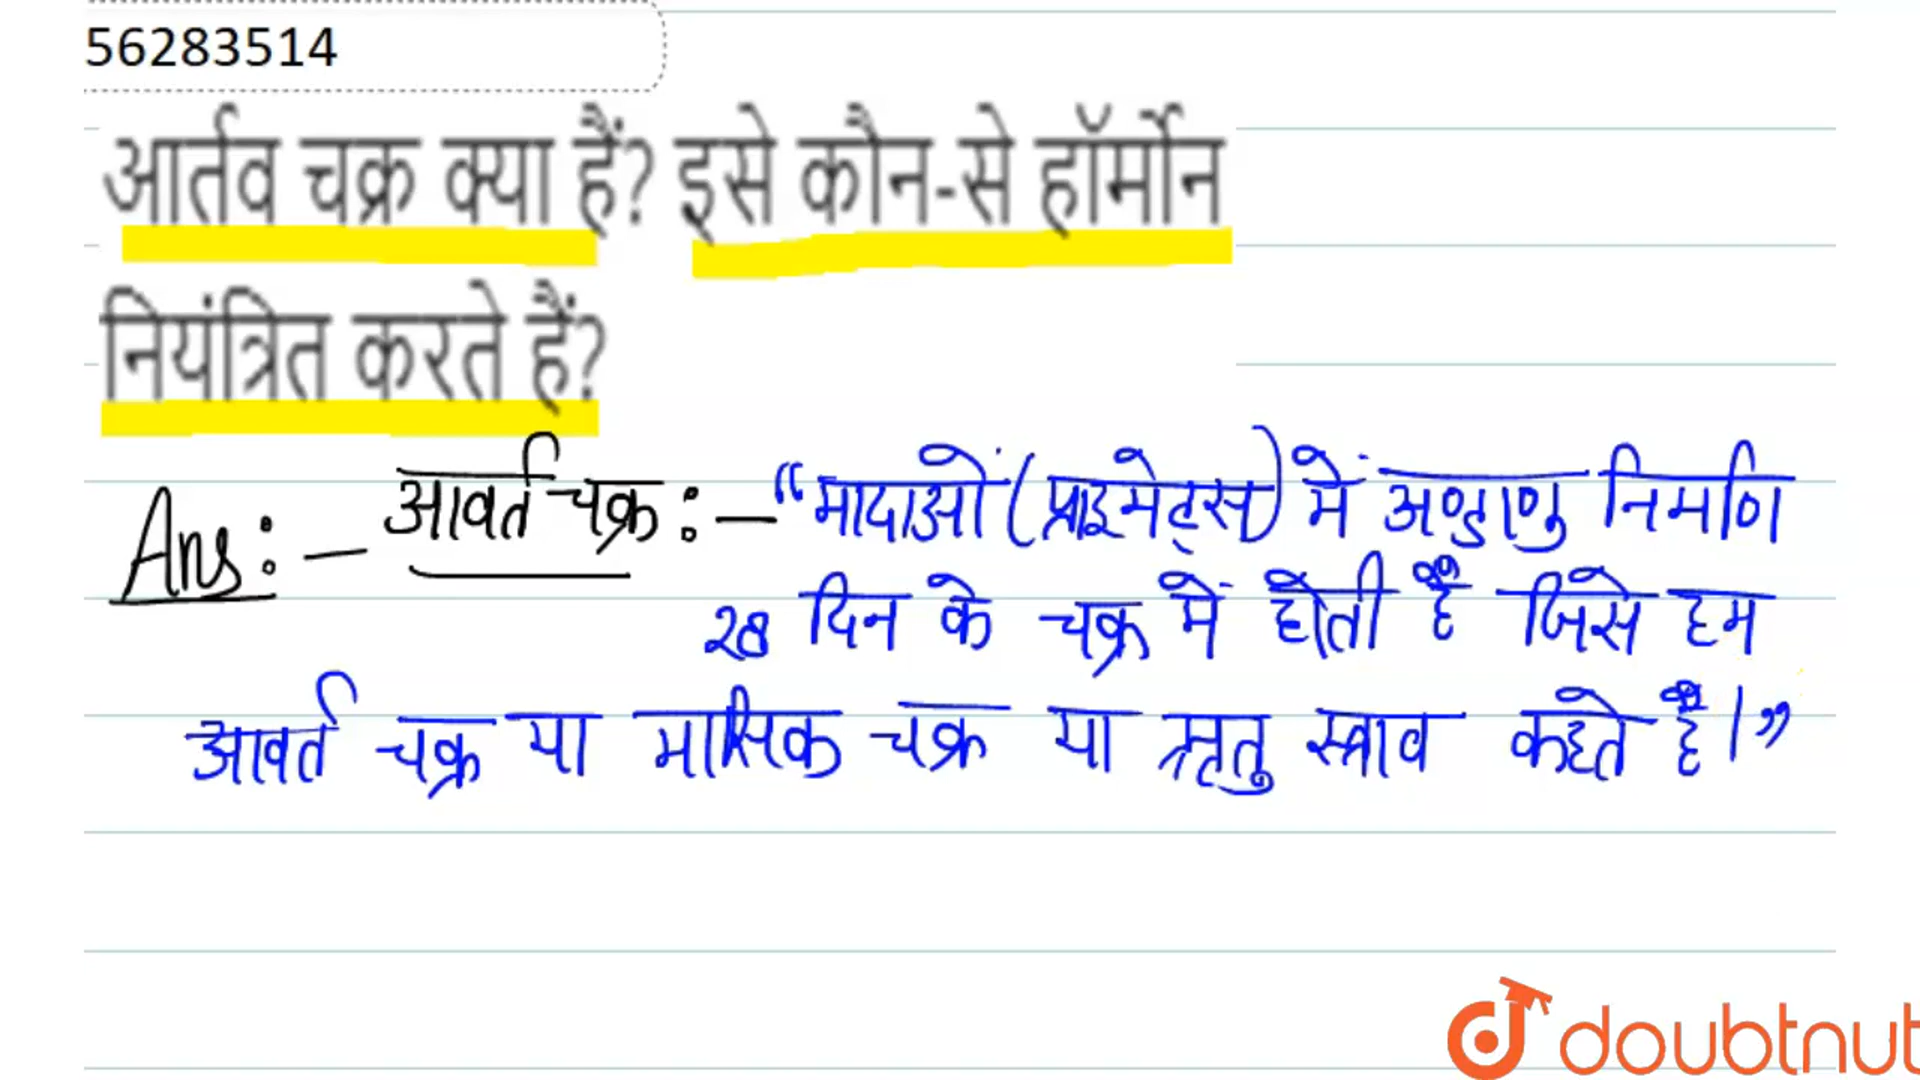 56283514
आर्तव चक्र क्या हैं? इसे कौन-से हॉर्मोन
नियंत्रित करते हैं?
Ans:- आवर्त चक्र :- "मादाओं (प्राइमेट्स) में अण्डाणु निर्माण
28 दिन के चक्र में होती हैं जिसे हम
आवर्त चक्र या मासिक चक्र या ऋतु स्त्राव कहते हैं।"
doubtnut